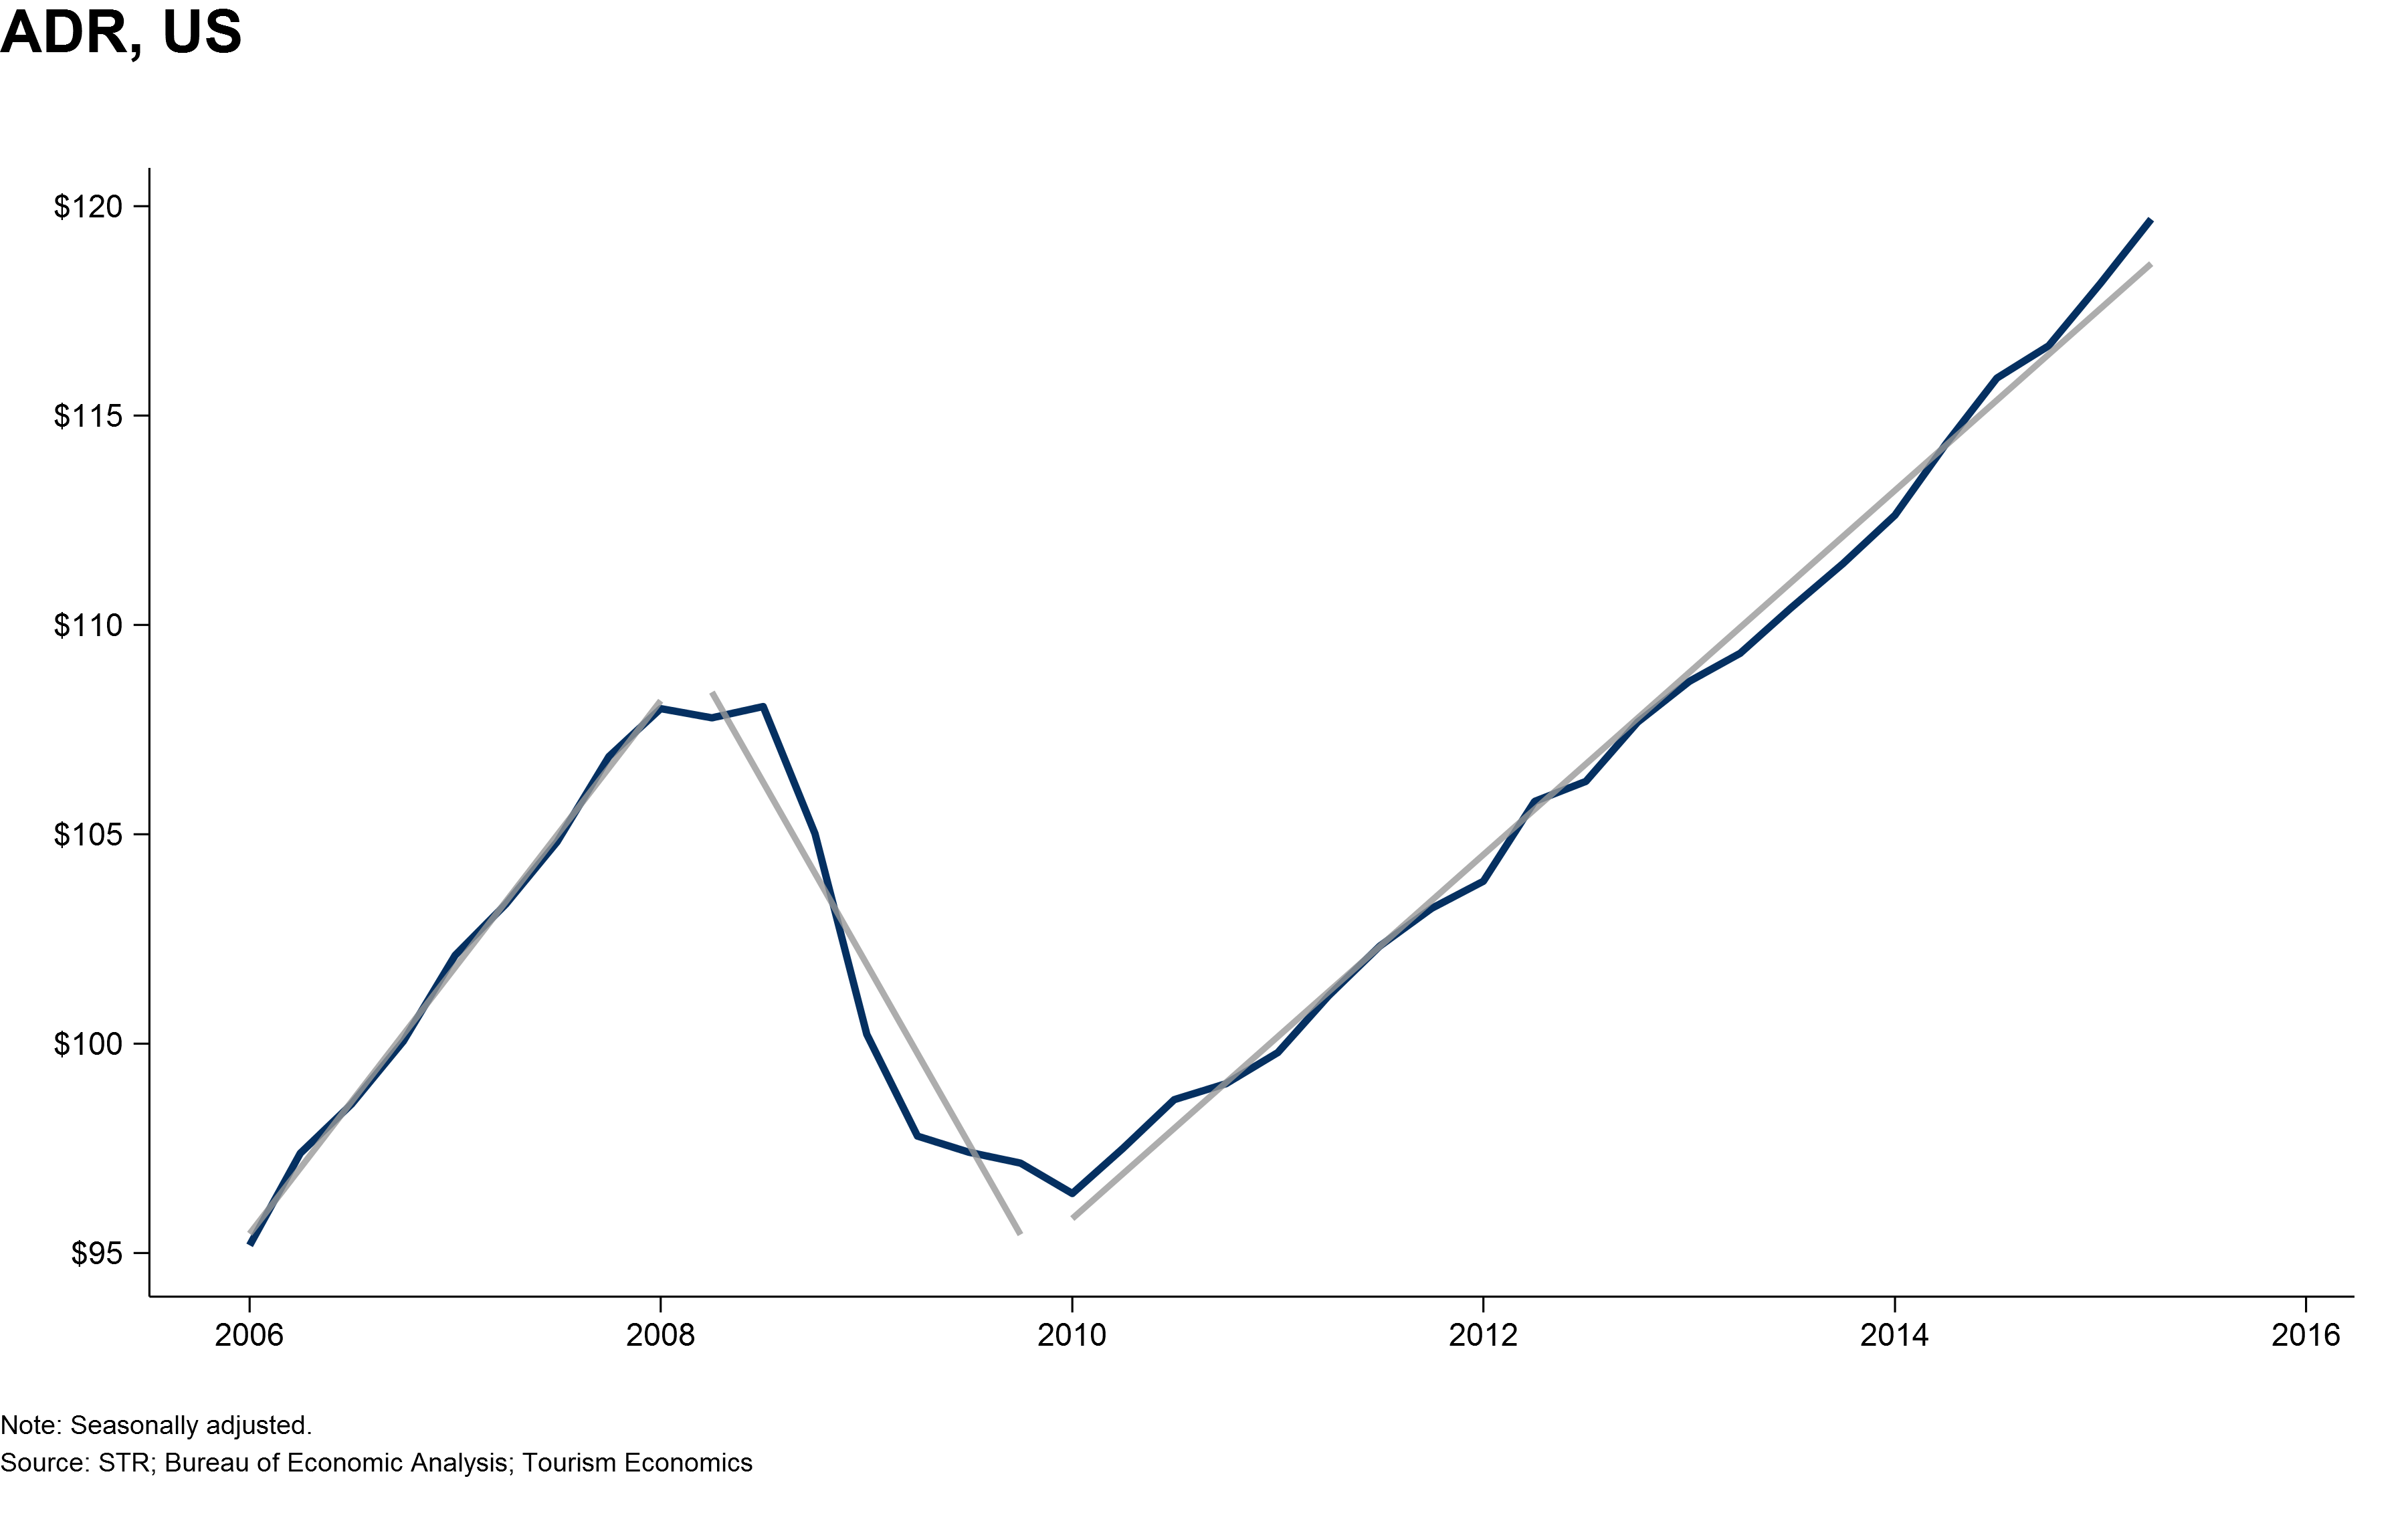 ADR, US
$120
$115
$110
$105
$100
$95
2006 2008 2010 2012 2014 2016
Note: Seasonally adjusted.
Source: STR; Bureau of Economic Analysis; Tourism Economics